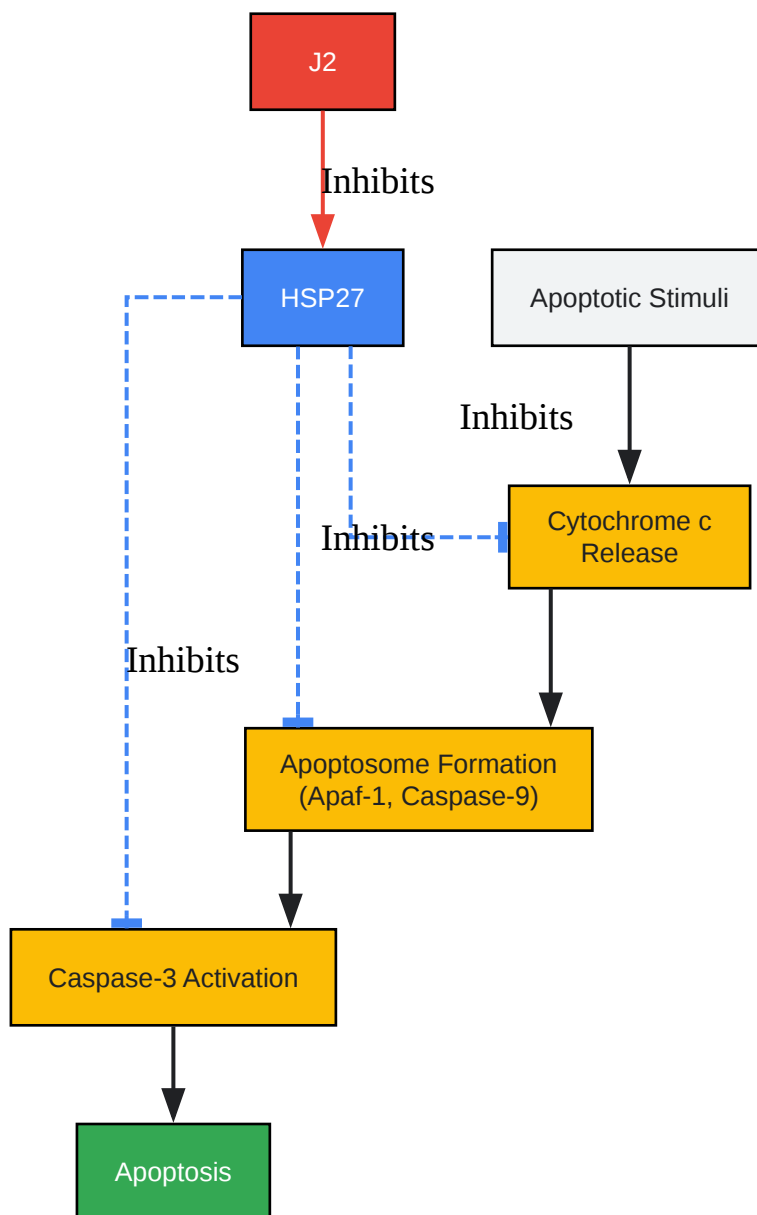 J2
Inhibits
HSP27
Apoptotic Stimuli
Inhibits
Cytochrome c
Release
Inhibits
Inhibits
Apoptosome Formation
(Apaf-1, Caspase-9)
Caspase-3 Activation
Apoptosis